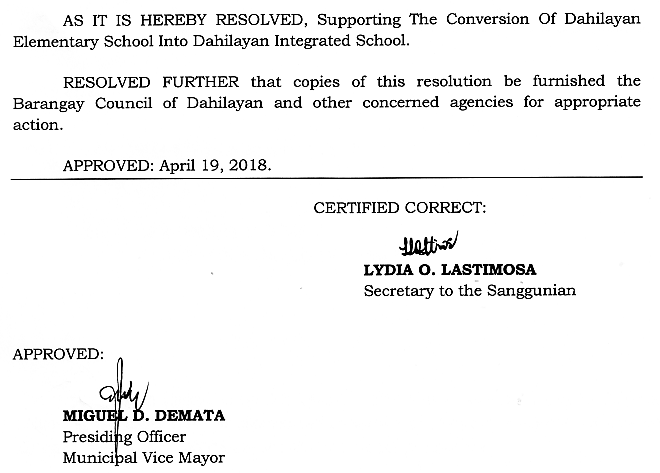 AS IT IS HEREBY RESOLVED, Supporting The Conversion Of Dahilayan
Elementary School Into Dahilayan Integrated School.
RESOLVED FURTHER that copies of this resolution be furnished the
Barangay Council of Dahilayan and other concerned agencies for appropriate
action.
APPROVED: April 19, 2018.
CERTIFIED CORRECT:
LYDIA O. LASTIMOSA
Secretary to the Sanggunian
APPROVED:
MIGUEL D. DEMATA
Presiding Officer
Municipal Vice Mayor